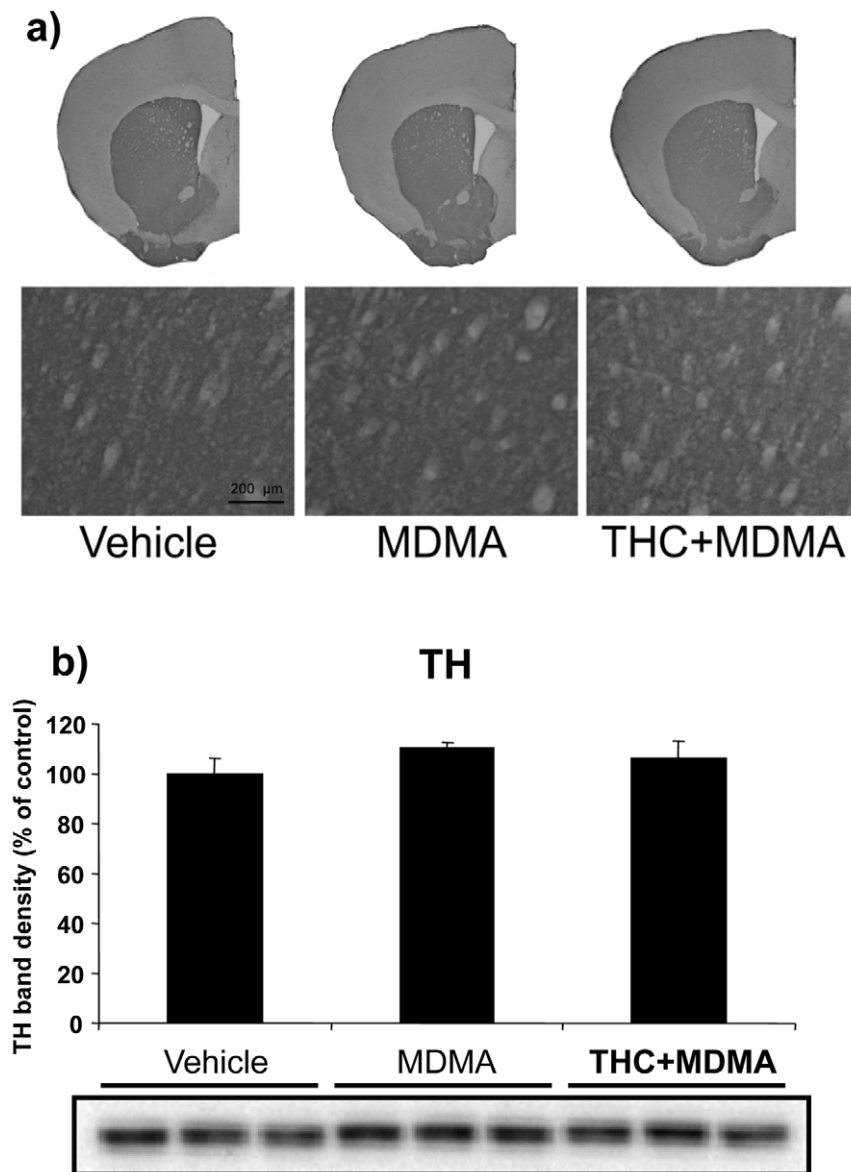 a)
200 µm
Vehicle MDMA THC+MDMA
b)
TH
TH band density (% of control)
120
100
80
60
40
20
0
Vehicle MDMA THC+MDMA